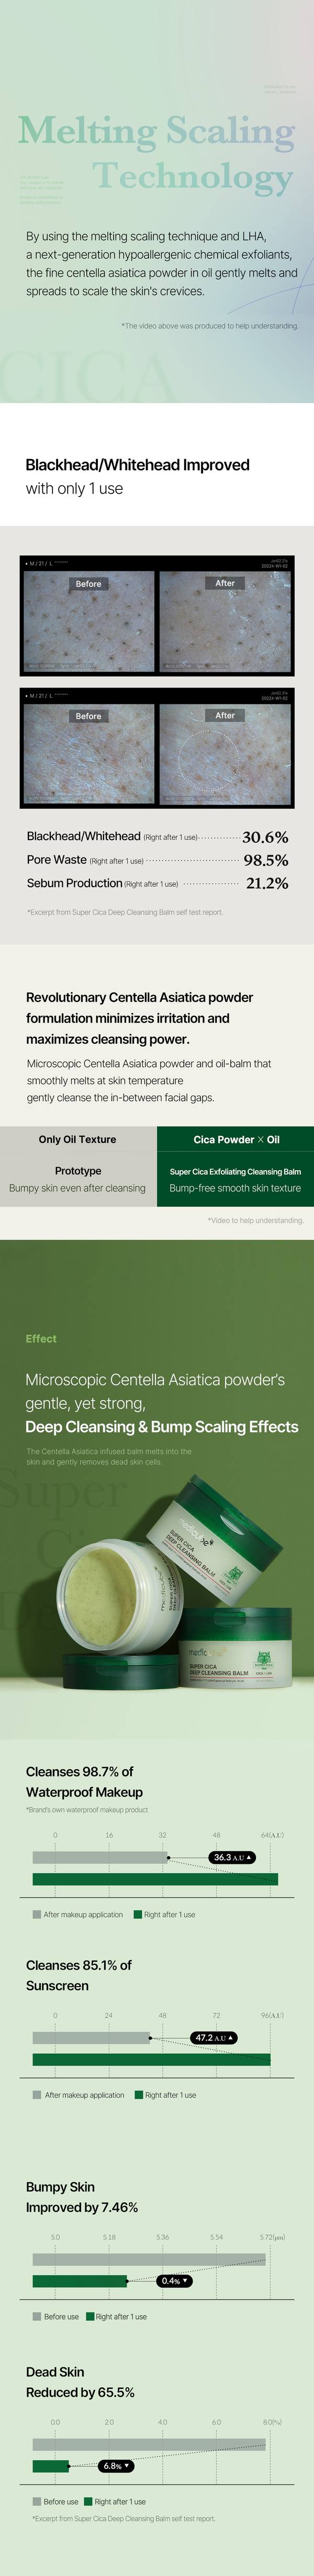 Melting Scaling
Technology
By using the melting scaling technique and LHA,
a next-generation hypoallergenic chemical exfoliants,
the fine centella asiatica powder in oil gently melts and
spreads to scale the skin's crevices.
*The video above was produced to help understanding.
CICA
Blackhead/Whitehead Improved
with only 1 use
Before
After
Before
After
Blackhead/Whitehead (Right after 1 use) 30.6%
Pore Waste (Right after 1 use) 98.5%
Sebum Production (Right after 1 use) 21.2%
*Excerpt from Super Cica Deep Cleansing Balm self test report.
Revolutionary Centella Asiatica powder
formulation minimizes irritation and
maximizes cleansing power.
Microscopic Centella Asiatica powder and oil-balm that
smoothly melts at skin temperature
gently cleanse the in-between facial gaps.
Only Oil Texture Cica Powder × Oil
Prototype Super Cica Exfoliating Cleansing Balm
Bumpy skin even after cleansing Bump-free smooth skin texture
*Video to help understanding.
Effect
Microscopic Centella Asiatica powder's
gentle, yet strong,
Deep Cleansing & Bump Scaling Effects
The Centella Asiatica infused balm melts into the
skin and gently removes dead skin cells.
Super
medicube
SUPER CICA
DEEP CLEANSING BALM
medicube
SUPER CICA
DEEP CLEANSING BALM
Cleanses 98.7% of
Waterproof Makeup
*Brand's own waterproof makeup product
0 16 32 48 64(A.U)
36.3 A.U ▲
After makeup application Right after 1 use
Cleanses 85.1% of
Sunscreen
0 24 48 72 96(A.U)
47.2 A.U ▲
After makeup application Right after 1 use
Bumpy Skin
Improved by 7.46%
5.0 5.18 5.36 5.54 5.72(㎛)
0.4% ▼
Before use Right after 1 use
Dead Skin
Reduced by 65.5%
0.0 2.0 4.0 6.0 8.0(%)
6.8% ▼
Before use Right after 1 use
*Excerpt from Super Cica Deep Cleansing Balm self test report.